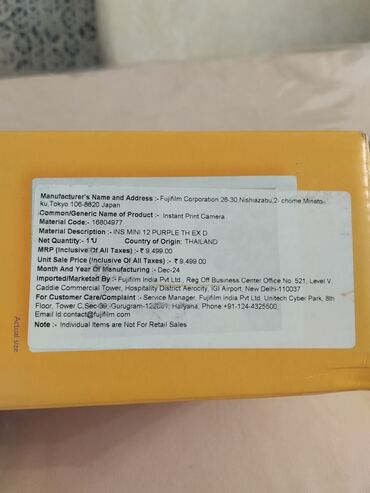 Manufacturer's Name and Address :- Fujifilm Corporation 26-30,Nishiazabu,2- chome,Minato-
ku,Tokyo 106-8620 Japan
Common/Generic Name of Product :- Instant Print Camera
Material Code:- 16804977
Material Description:- INS MINI 12 PURPLE TH EX D
Net Quantity:- 1 U Country of Origin:- THAILAND
MRP (Inclusive Of All Taxes) :- ₹ 9,499.00
Unit Sale Price (Inclusive Of All Taxes) :- ₹ 9,499.00
Month And Year Of Manufacturing :- Dec-24
Imported/Marketed By :- Fujifilm India Pvt Ltd., Reg Off Business Center Office No. 521, Level V,
Caddie Commercial Tower, Hospitality District Aerocity, IGI Airport, New Delhi-110037
For Customer Care/Complaint :- Service Manager, Fujifilm India Pvt Ltd. Unitech Cyber Park, 8th
Floor, Tower C,Sec-39,Gurugram-122001, Haryana, Phone:+91-124-4325500,
Email Id.contact@fujifilm.com
Note :- Individual Items are Not For Retail Sales
Actual size